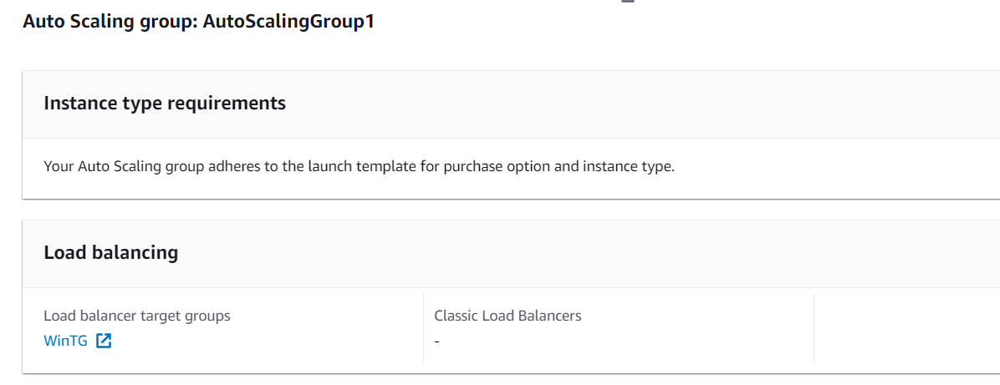 Auto Scaling group: AutoScalingGroup1
Instance type requirements
Your Auto Scaling group adheres to the launch template for purchase option and instance type.
Load balancing
Load balancer target groups
WinTG
Classic Load Balancers
-